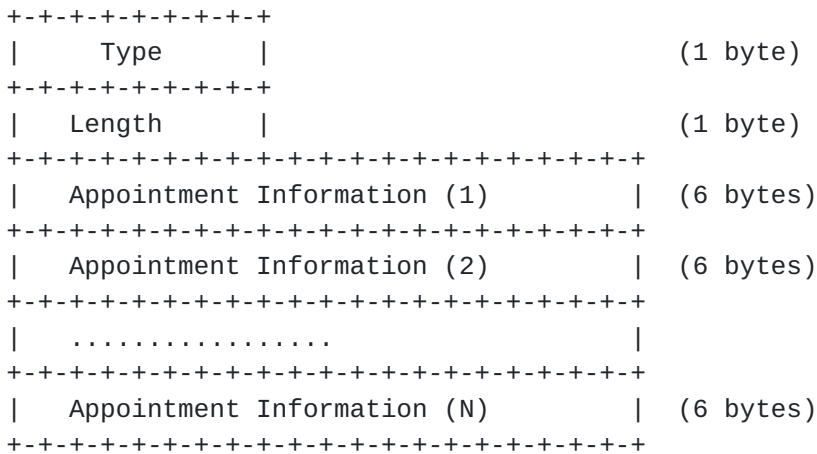 +-+-+-+-+-+-+-+-+
|     Type      |                           (1 byte)
+-+-+-+-+-+-+-+-+
|   Length      |                           (1 byte)
+-+-+-+-+-+-+-+-+-+-+-+-+-+-+-+-+-+-+-+-+
|   Appointment Information (1)         |  (6 bytes)
+-+-+-+-+-+-+-+-+-+-+-+-+-+-+-+-+-+-+-+-+
|   Appointment Information (2)         |  (6 bytes)
+-+-+-+-+-+-+-+-+-+-+-+-+-+-+-+-+-+-+-+-+
|   .................                   |
+-+-+-+-+-+-+-+-+-+-+-+-+-+-+-+-+-+-+-+-+
|   Appointment Information (N)         |  (6 bytes)
+-+-+-+-+-+-+-+-+-+-+-+-+-+-+-+-+-+-+-+-+